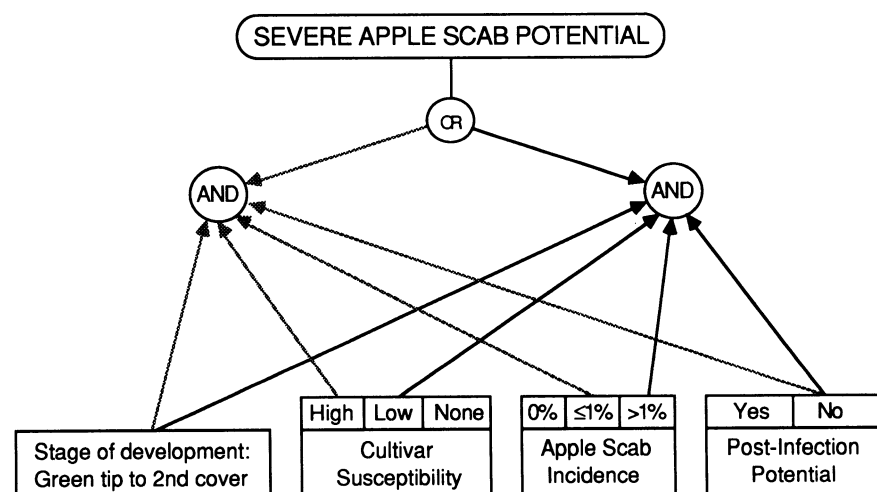 SEVERE APPLE SCAB POTENTIAL
OR
AND
AND
High Low None
0% ≤1% >1%
Yes No
Stage of development:
Green tip to 2nd cover
Cultivar
Susceptibility
Apple Scab
Incidence
Post-Infection
Potential